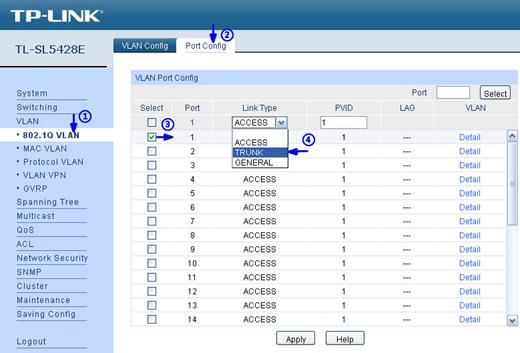 TP-LINK
TL-SL5428E
VLAN Config Port Config ②
System
Switching
VLAN ①
• 802.1Q VLAN
• MAC VLAN
• Protocol VLAN
• VLAN VPN
• GVRP
Spanning Tree
Multicast
QoS
ACL
Network Security
SNMP
Cluster
Maintenance
Saving Config
Logout
VLAN Port Config
Port Select
Select Port Link Type PVID LAG VLAN
1 ACCESS 1
③ 1 1 --- Detail
ACCESS
TRUNK ④
GENERAL
2 1 --- Detail
3 1 --- Detail
4 ACCESS 1 --- Detail
5 ACCESS 1 --- Detail
6 ACCESS 1 --- Detail
7 ACCESS 1 --- Detail
8 ACCESS 1 --- Detail
9 ACCESS 1 --- Detail
10 ACCESS 1 --- Detail
11 ACCESS 1 --- Detail
12 ACCESS 1 --- Detail
13 ACCESS 1 --- Detail
14 ACCESS 1 --- Detail
Apply Help